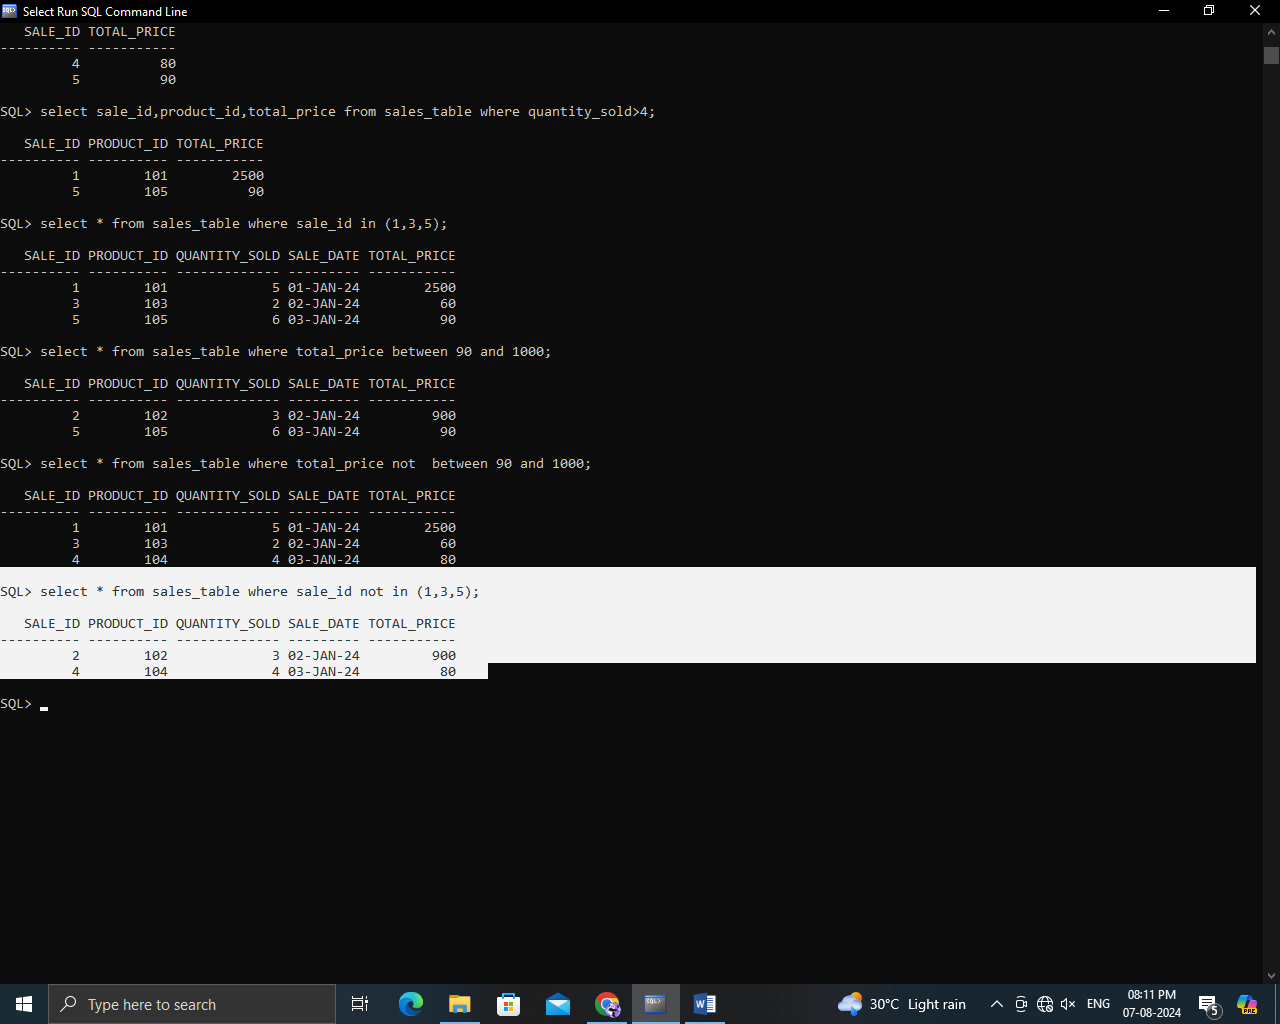 Select Run SQL Command Line
   SALE_ID TOTAL_PRICE
---------- -----------
         4          80
         5          90
SQL> select sale_id,product_id,total_price from sales_table where quantity_sold>4;
   SALE_ID PRODUCT_ID TOTAL_PRICE
---------- ---------- -----------
         1        101        2500
         5        105          90
SQL> select * from sales_table where sale_id in (1,3,5);
   SALE_ID PRODUCT_ID QUANTITY_SOLD SALE_DATE TOTAL_PRICE
---------- ---------- ------------- --------- -----------
         1        101             5 01-JAN-24        2500
         3        103             2 02-JAN-24          60
         5        105             6 03-JAN-24          90
SQL> select * from sales_table where total_price between 90 and 1000;
   SALE_ID PRODUCT_ID QUANTITY_SOLD SALE_DATE TOTAL_PRICE
---------- ---------- ------------- --------- -----------
         2        102             3 02-JAN-24         900
         5        105             6 03-JAN-24          90
SQL> select * from sales_table where total_price not  between 90 and 1000;
   SALE_ID PRODUCT_ID QUANTITY_SOLD SALE_DATE TOTAL_PRICE
---------- ---------- ------------- --------- -----------
         1        101             5 01-JAN-24        2500
         3        103             2 02-JAN-24          60
         4        104             4 03-JAN-24          80
SQL> select * from sales_table where sale_id not in (1,3,5);
   SALE_ID PRODUCT_ID QUANTITY_SOLD SALE_DATE TOTAL_PRICE
---------- ---------- ------------- --------- -----------
         2        102             3 02-JAN-24         900
         4        104             4 03-JAN-24          80
SQL>
Type here to search
30°C Light rain
ENG
08:11 PM
07-08-2024
5
PRE